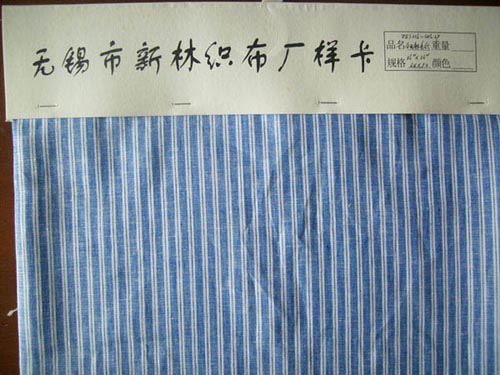 无锡市新林织布厂样卡
品名 重量
规格 颜色